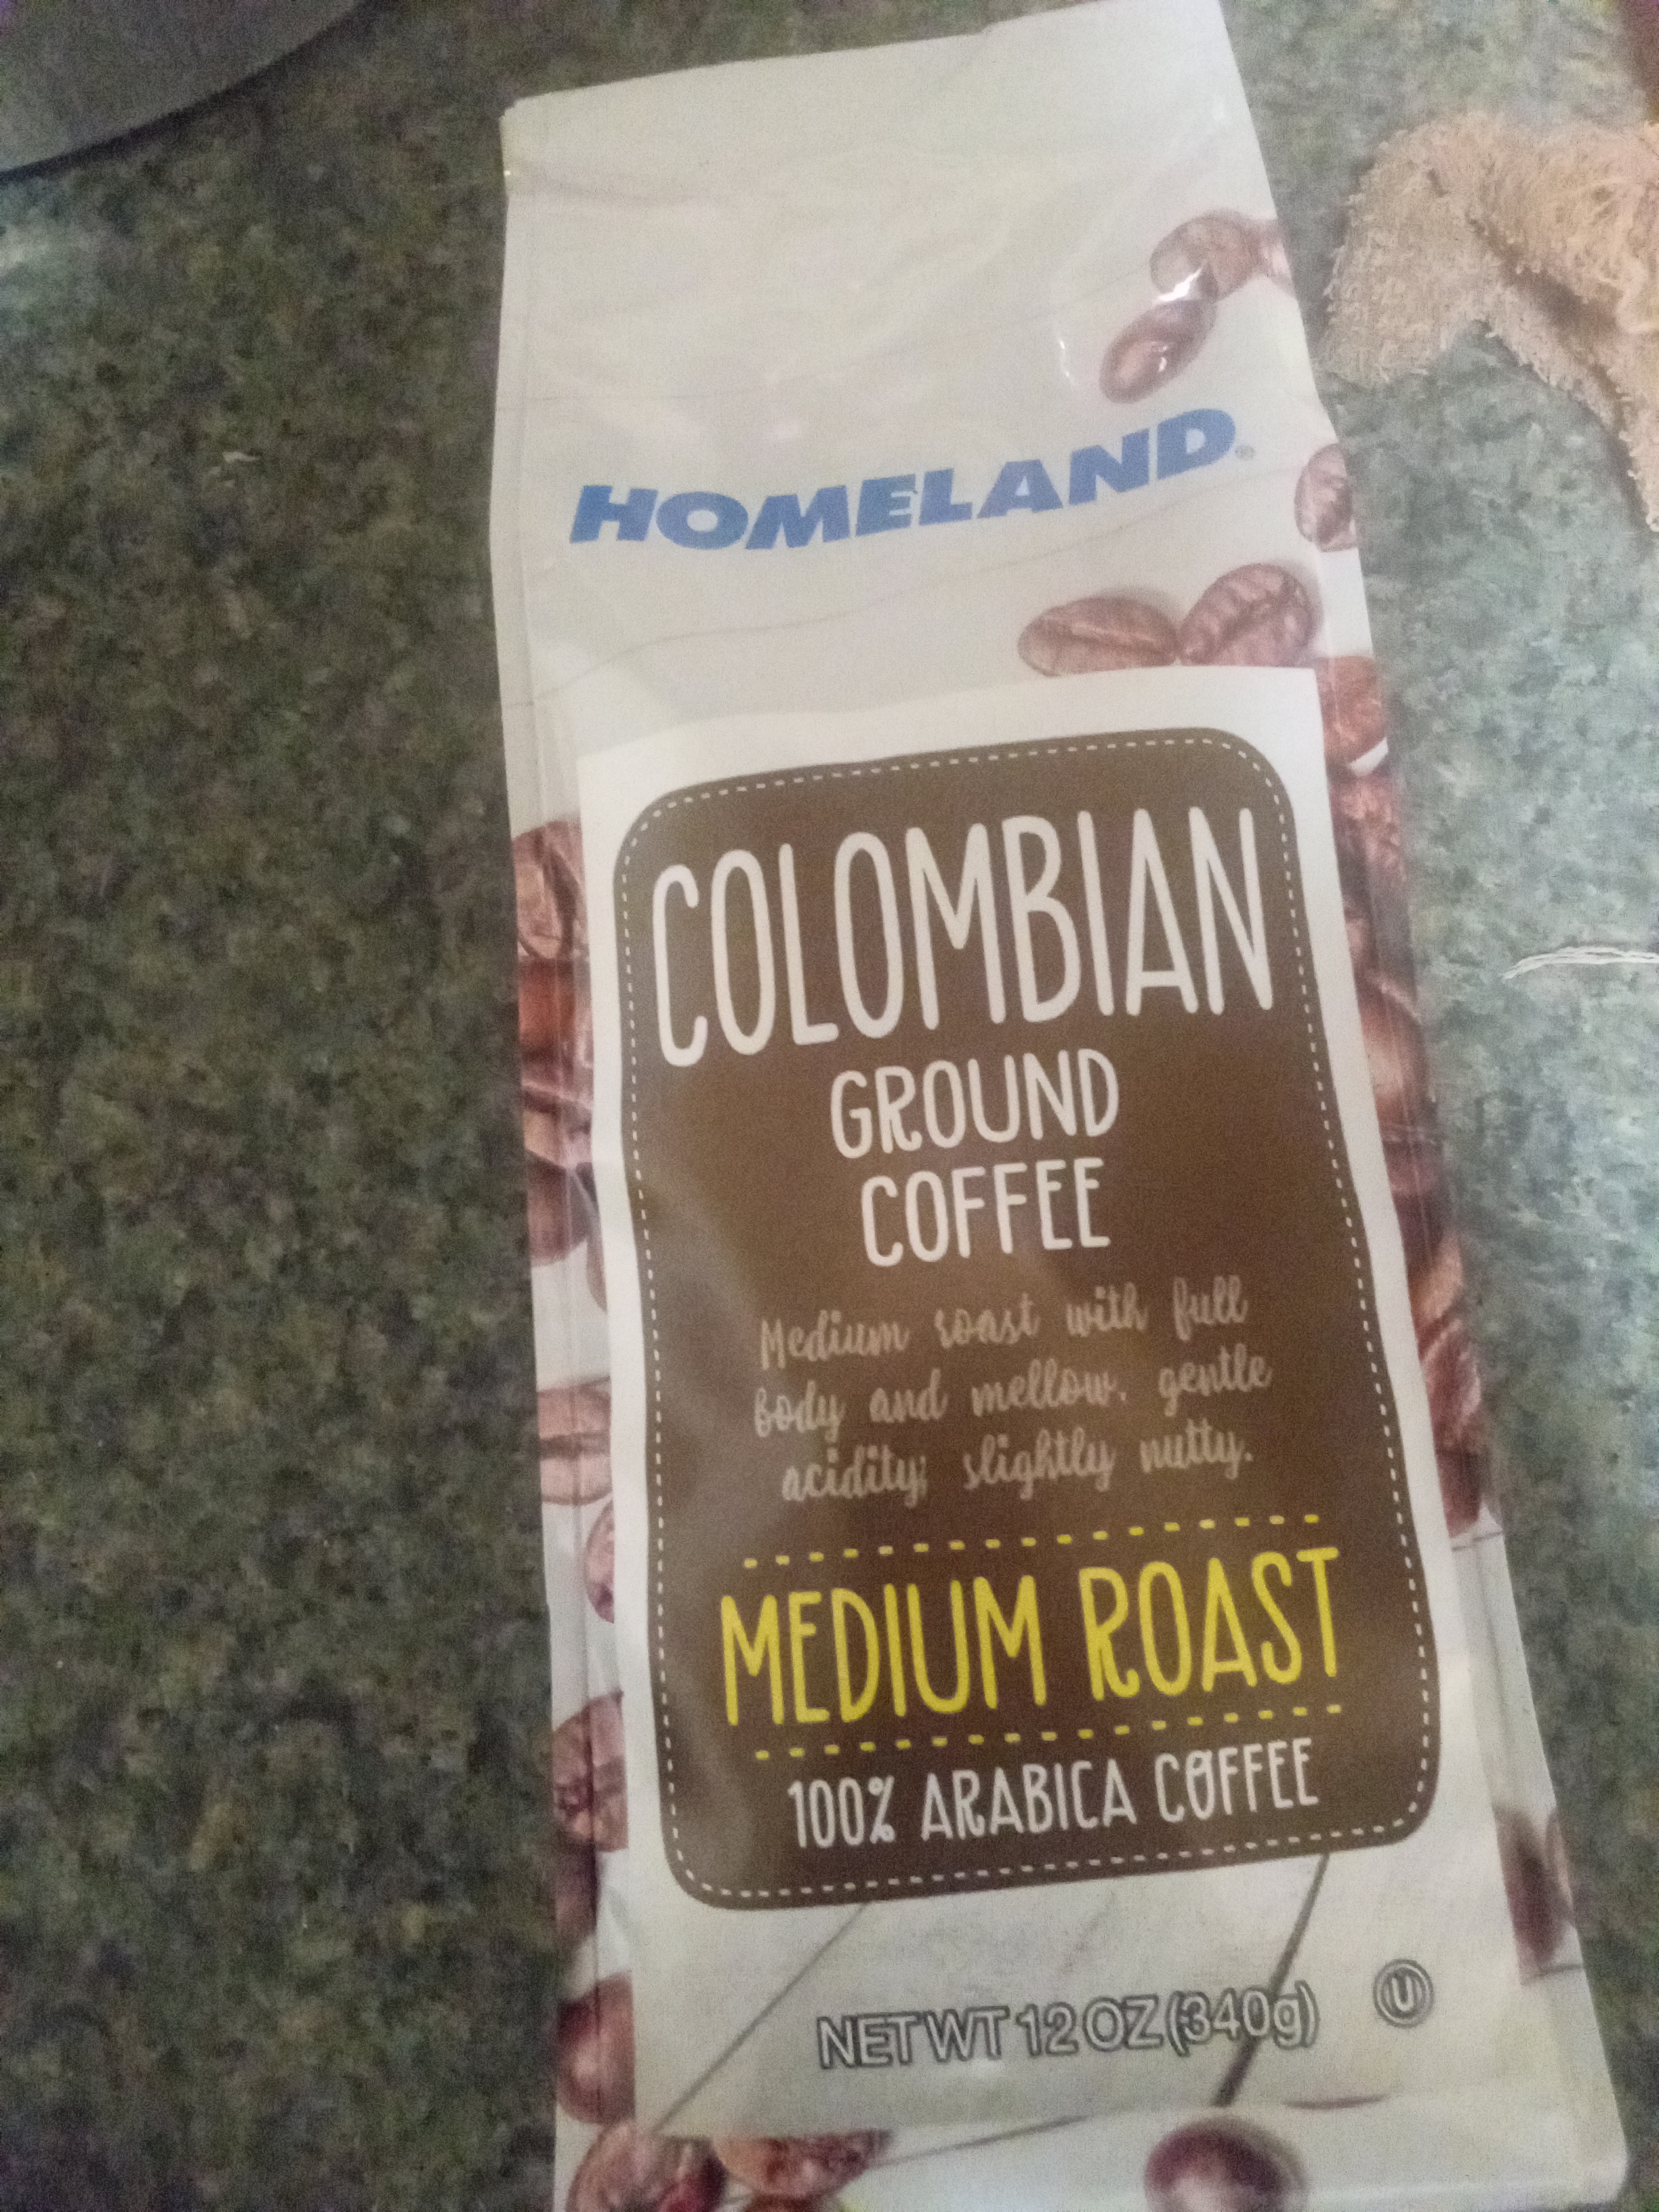 HOMELAND®
COLOMBIAN
GROUND
COFFEE
Medium roast with full
body and mellow, gentle
acidity; slightly nutty.
MEDIUM ROAST
100% ARABICA COFFEE
NET WT 12 OZ (340g)
U